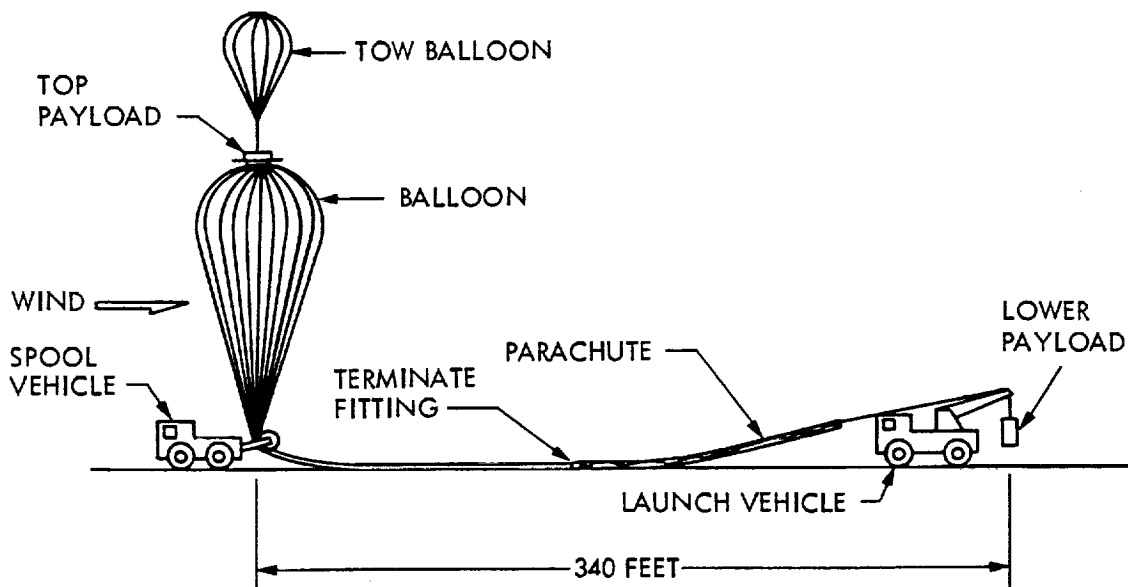 TOW BALLOON
TOP
PAYLOAD
BALLOON
WIND
LOWER
PAYLOAD
SPOOL
VEHICLE
PARACHUTE
TERMINATE
FITTING
LAUNCH VEHICLE
340 FEET